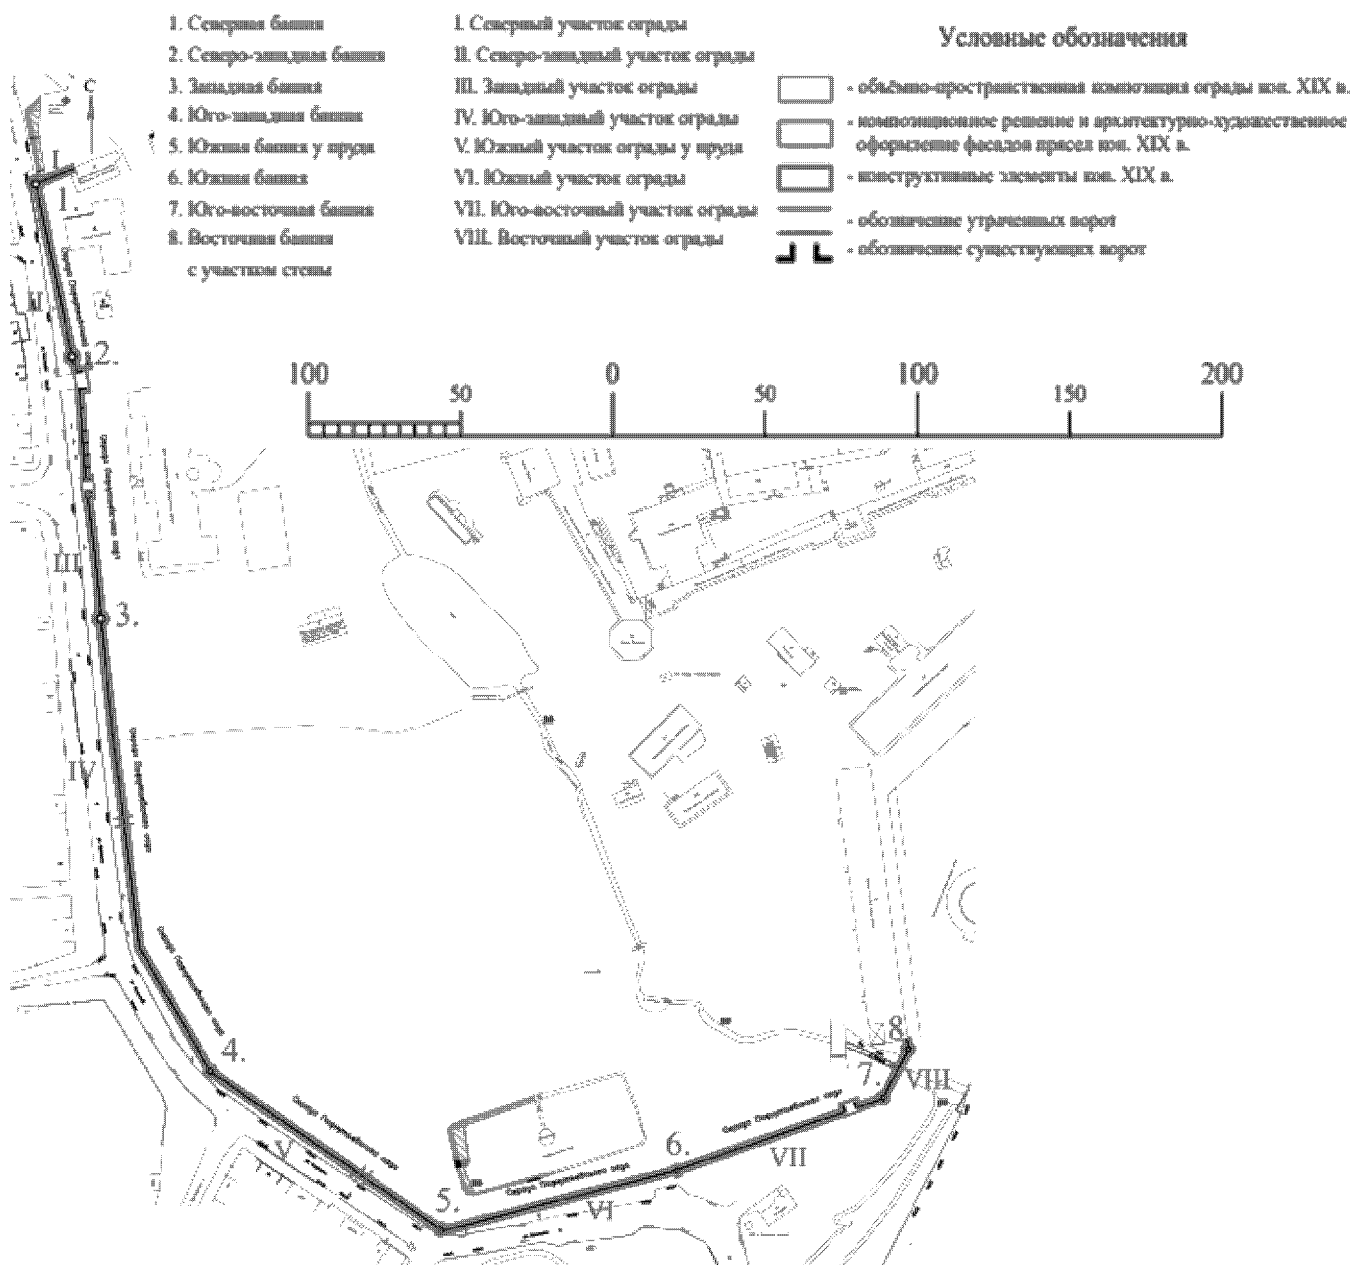 1. Северная башня
2. Северо-западная башня
3. Западная башня
4. Юго-западная башня
5. Южная башня у пруда
6. Южная башня
7. Юго-восточная башня
8. Восточная башня
с участком стены
I. Северный участок ограды
II. Северо-западный участок ограды
III. Западный участок ограды
IV. Юго-западный участок ограды
V. Южный участок ограды у пруда
VI. Южный участок ограды
VII. Юго-восточный участок ограды
VIII. Восточный участок ограды
Условные обозначения
- объёмно-пространственная композиция ограды кон. XIX в.
- композиционное решение и архитектурно-художественное
оформление фасадов прясел кон. XIX в.
- конструктивные элементы кон. XIX в.
- обозначение утраченных ворот
- обозначение существующих ворот
С
I
1.
II
2.
100 50 0 50 100 150 200
III
3.
IV
4.
V
5.
VI
6.
VII
7.
8.
VIII